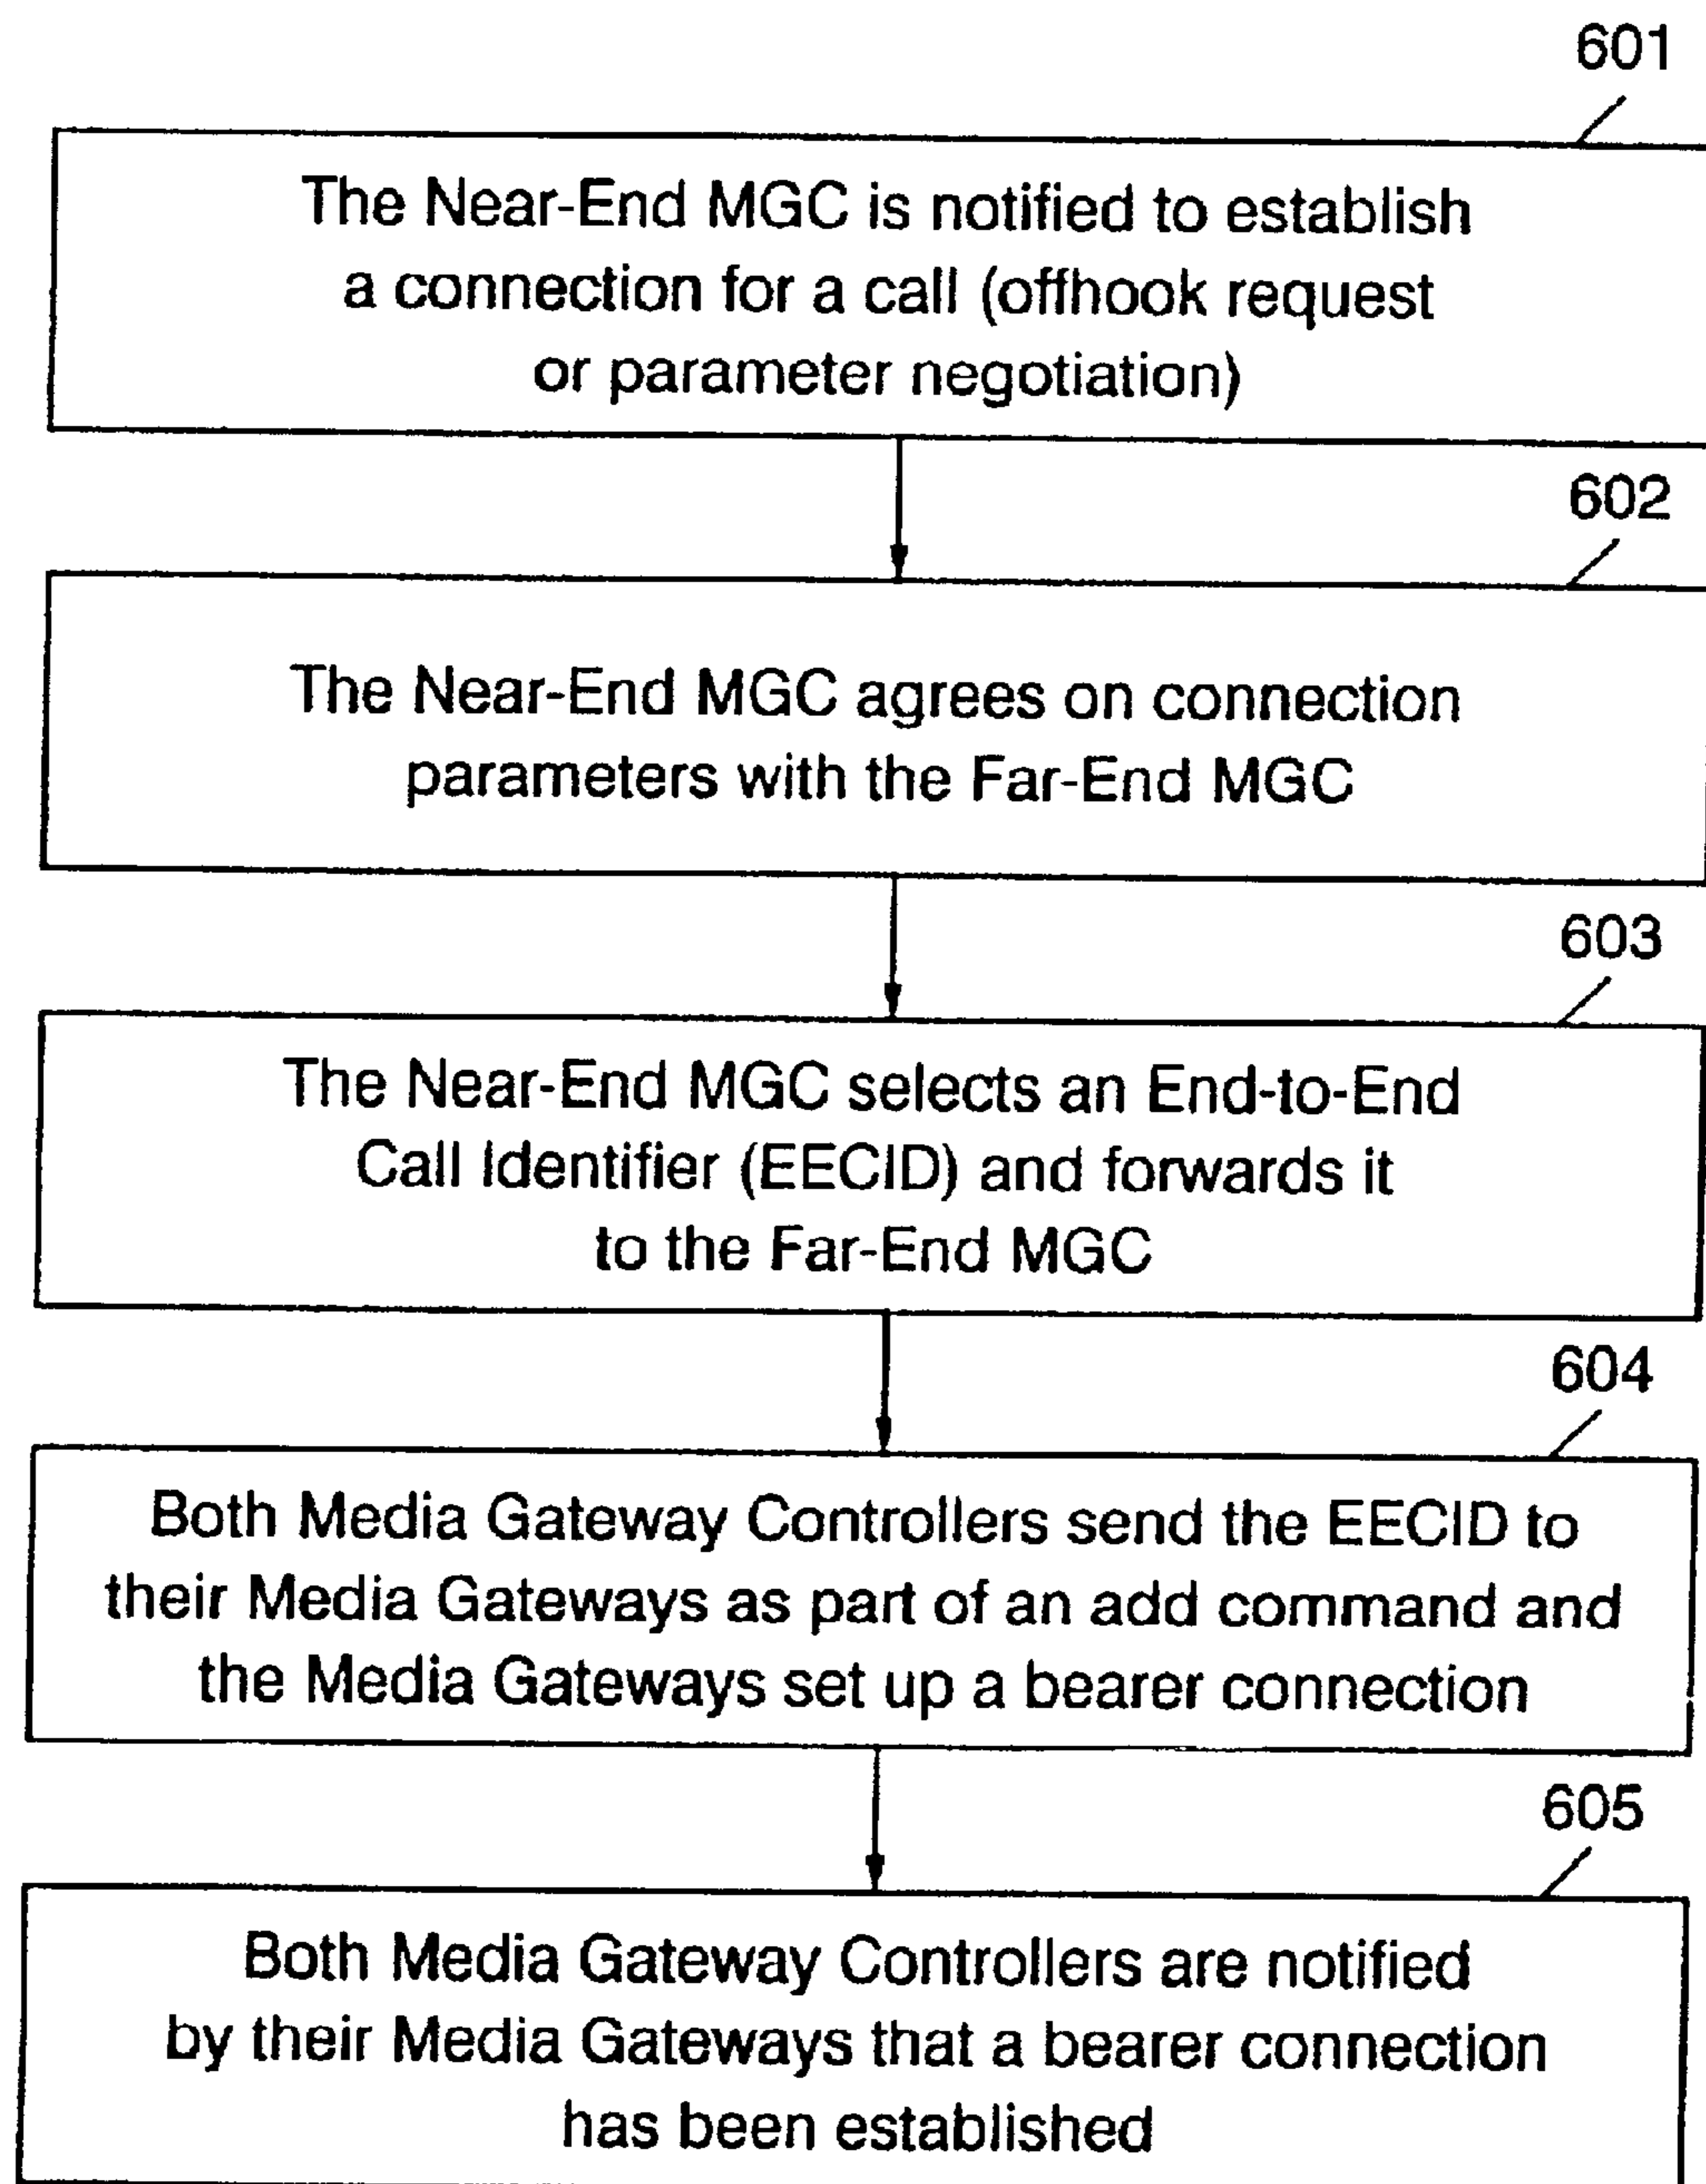 601
The Near-End MGC is notified to establish
a connection for a call (offhook request
or parameter negotiation)
602
The Near-End MGC agrees on connection
parameters with the Far-End MGC
603
The Near-End MGC selects an End-to-End
Call Identifier (EECID) and forwards it
to the Far-End MGC
604
Both Media Gateway Controllers send the EECID to
their Media Gateways as part of an add command and
the Media Gateways set up a bearer connection
605
Both Media Gateway Controllers are notified
by their Media Gateways that a bearer connection
has been established